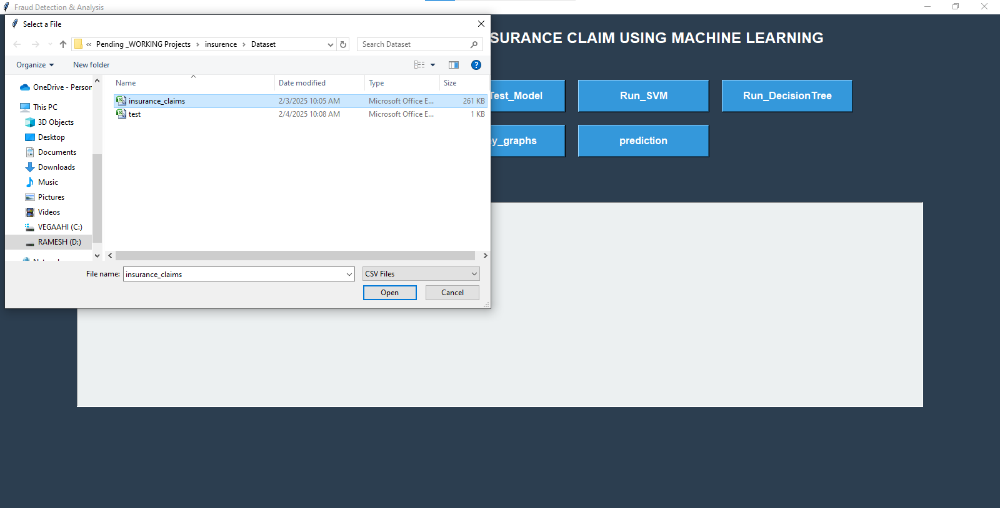 Fraud Detection & Analysis
Select a File
« Pending _WORKING Projects > insurence > Dataset
Search Dataset
SURANCE CLAIM USING MACHINE LEARNING
Organize
New folder
OneDrive - Person
This PC
3D Objects
Desktop
Documents
Downloads
Music
Pictures
Videos
VEGAAHI (C:)
RAMESH (D:)
Name Date modified Type Size
insurance_claims 2/3/2025 10:05 AM Microsoft Office E... 261 KB
test 2/4/2025 10:08 AM Microsoft Office E... 1 KB
File name: insurance_claims CSV Files
Open Cancel
Test_Model Run_SVM Run_DecisionTree
y_graphs prediction